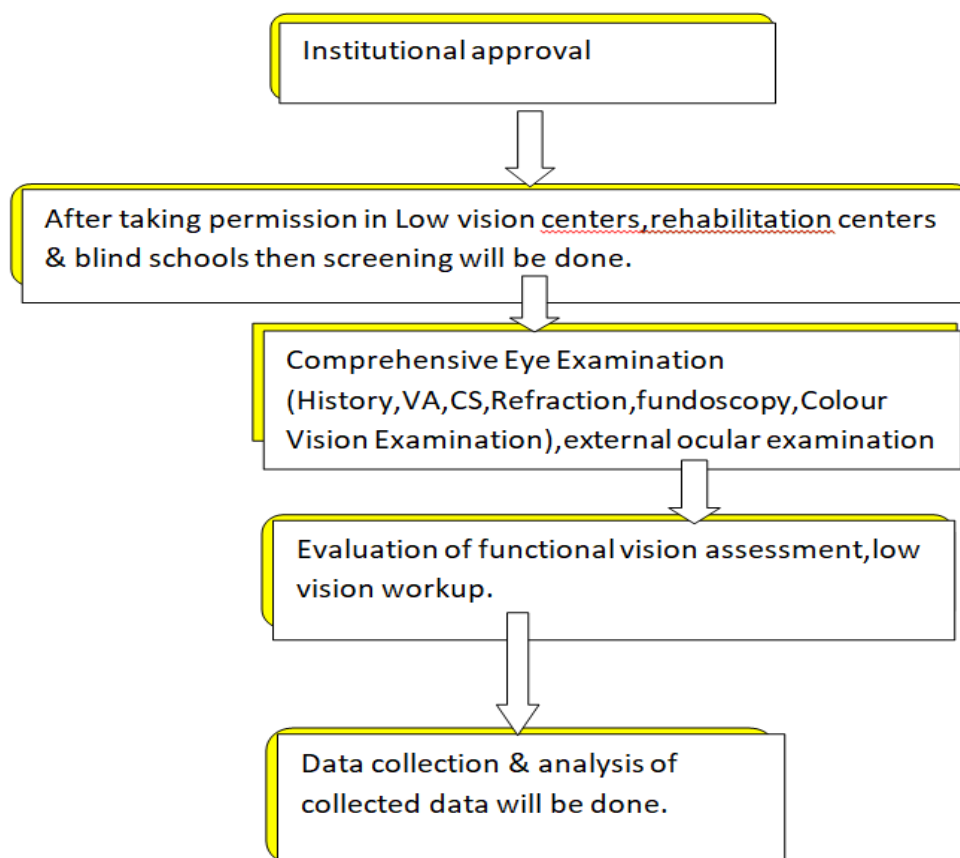 Institutional approval
After taking permission in Low vision centers,rehabilitation centers
& blind schools then screening will be done.
Comprehensive Eye Examination
(History,VA,CS,Refraction,fundoscopy,Colour
Vision Examination),external ocular examination
Evaluation of functional vision assessment,low
vision workup.
Data collection & analysis of
collected data will be done.